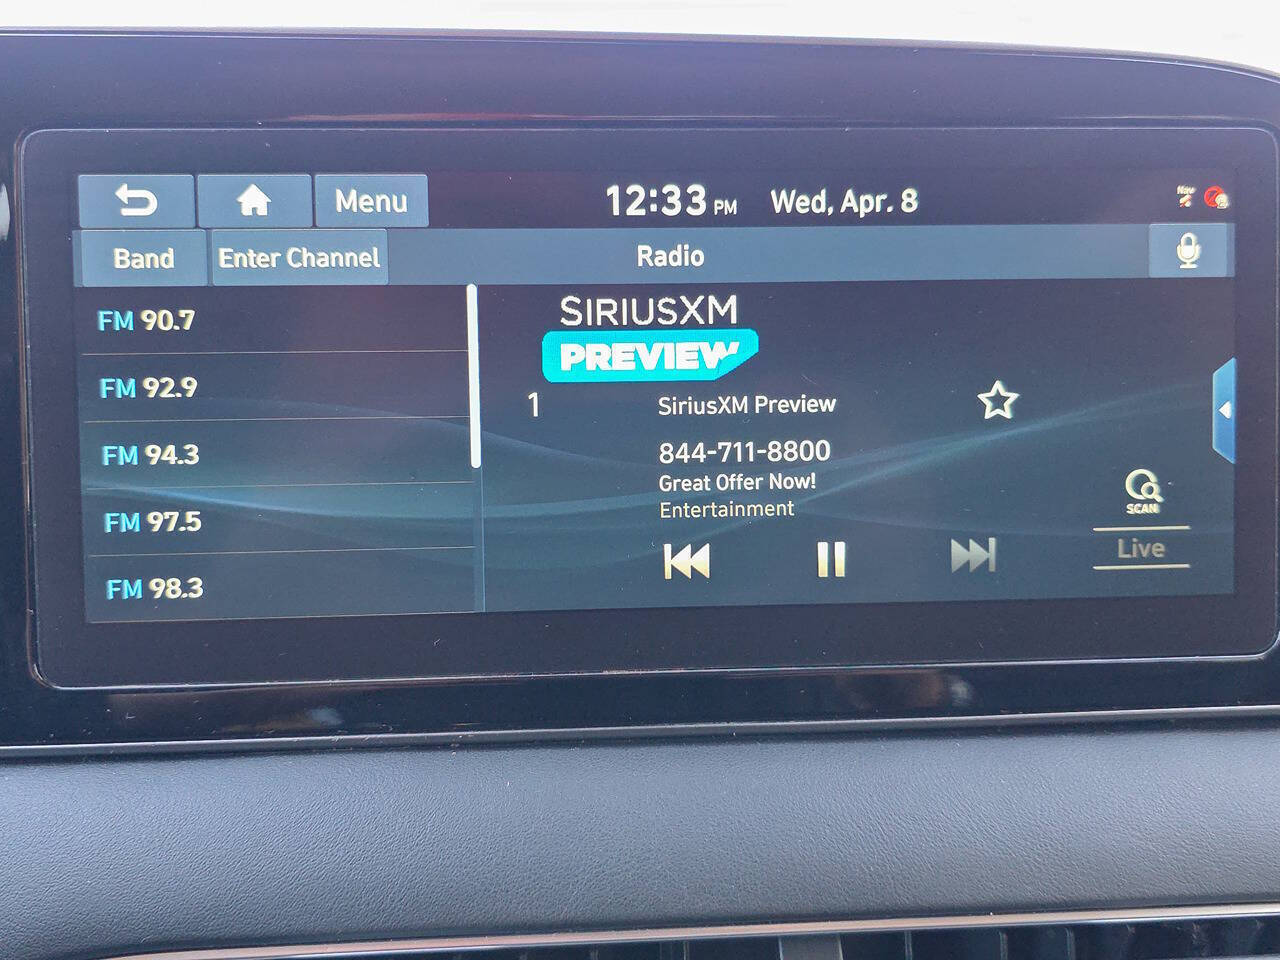 Menu
12:33 PM Wed, Apr. 8
Nav
Band
Enter Channel
Radio
FM 90.7
FM 92.9
FM 94.3
FM 97.5
FM 98.3
SIRIUSXM
PREVIEW
1 SiriusXM Preview
844-711-8800
Great Offer Now!
Entertainment
SCAN
Live